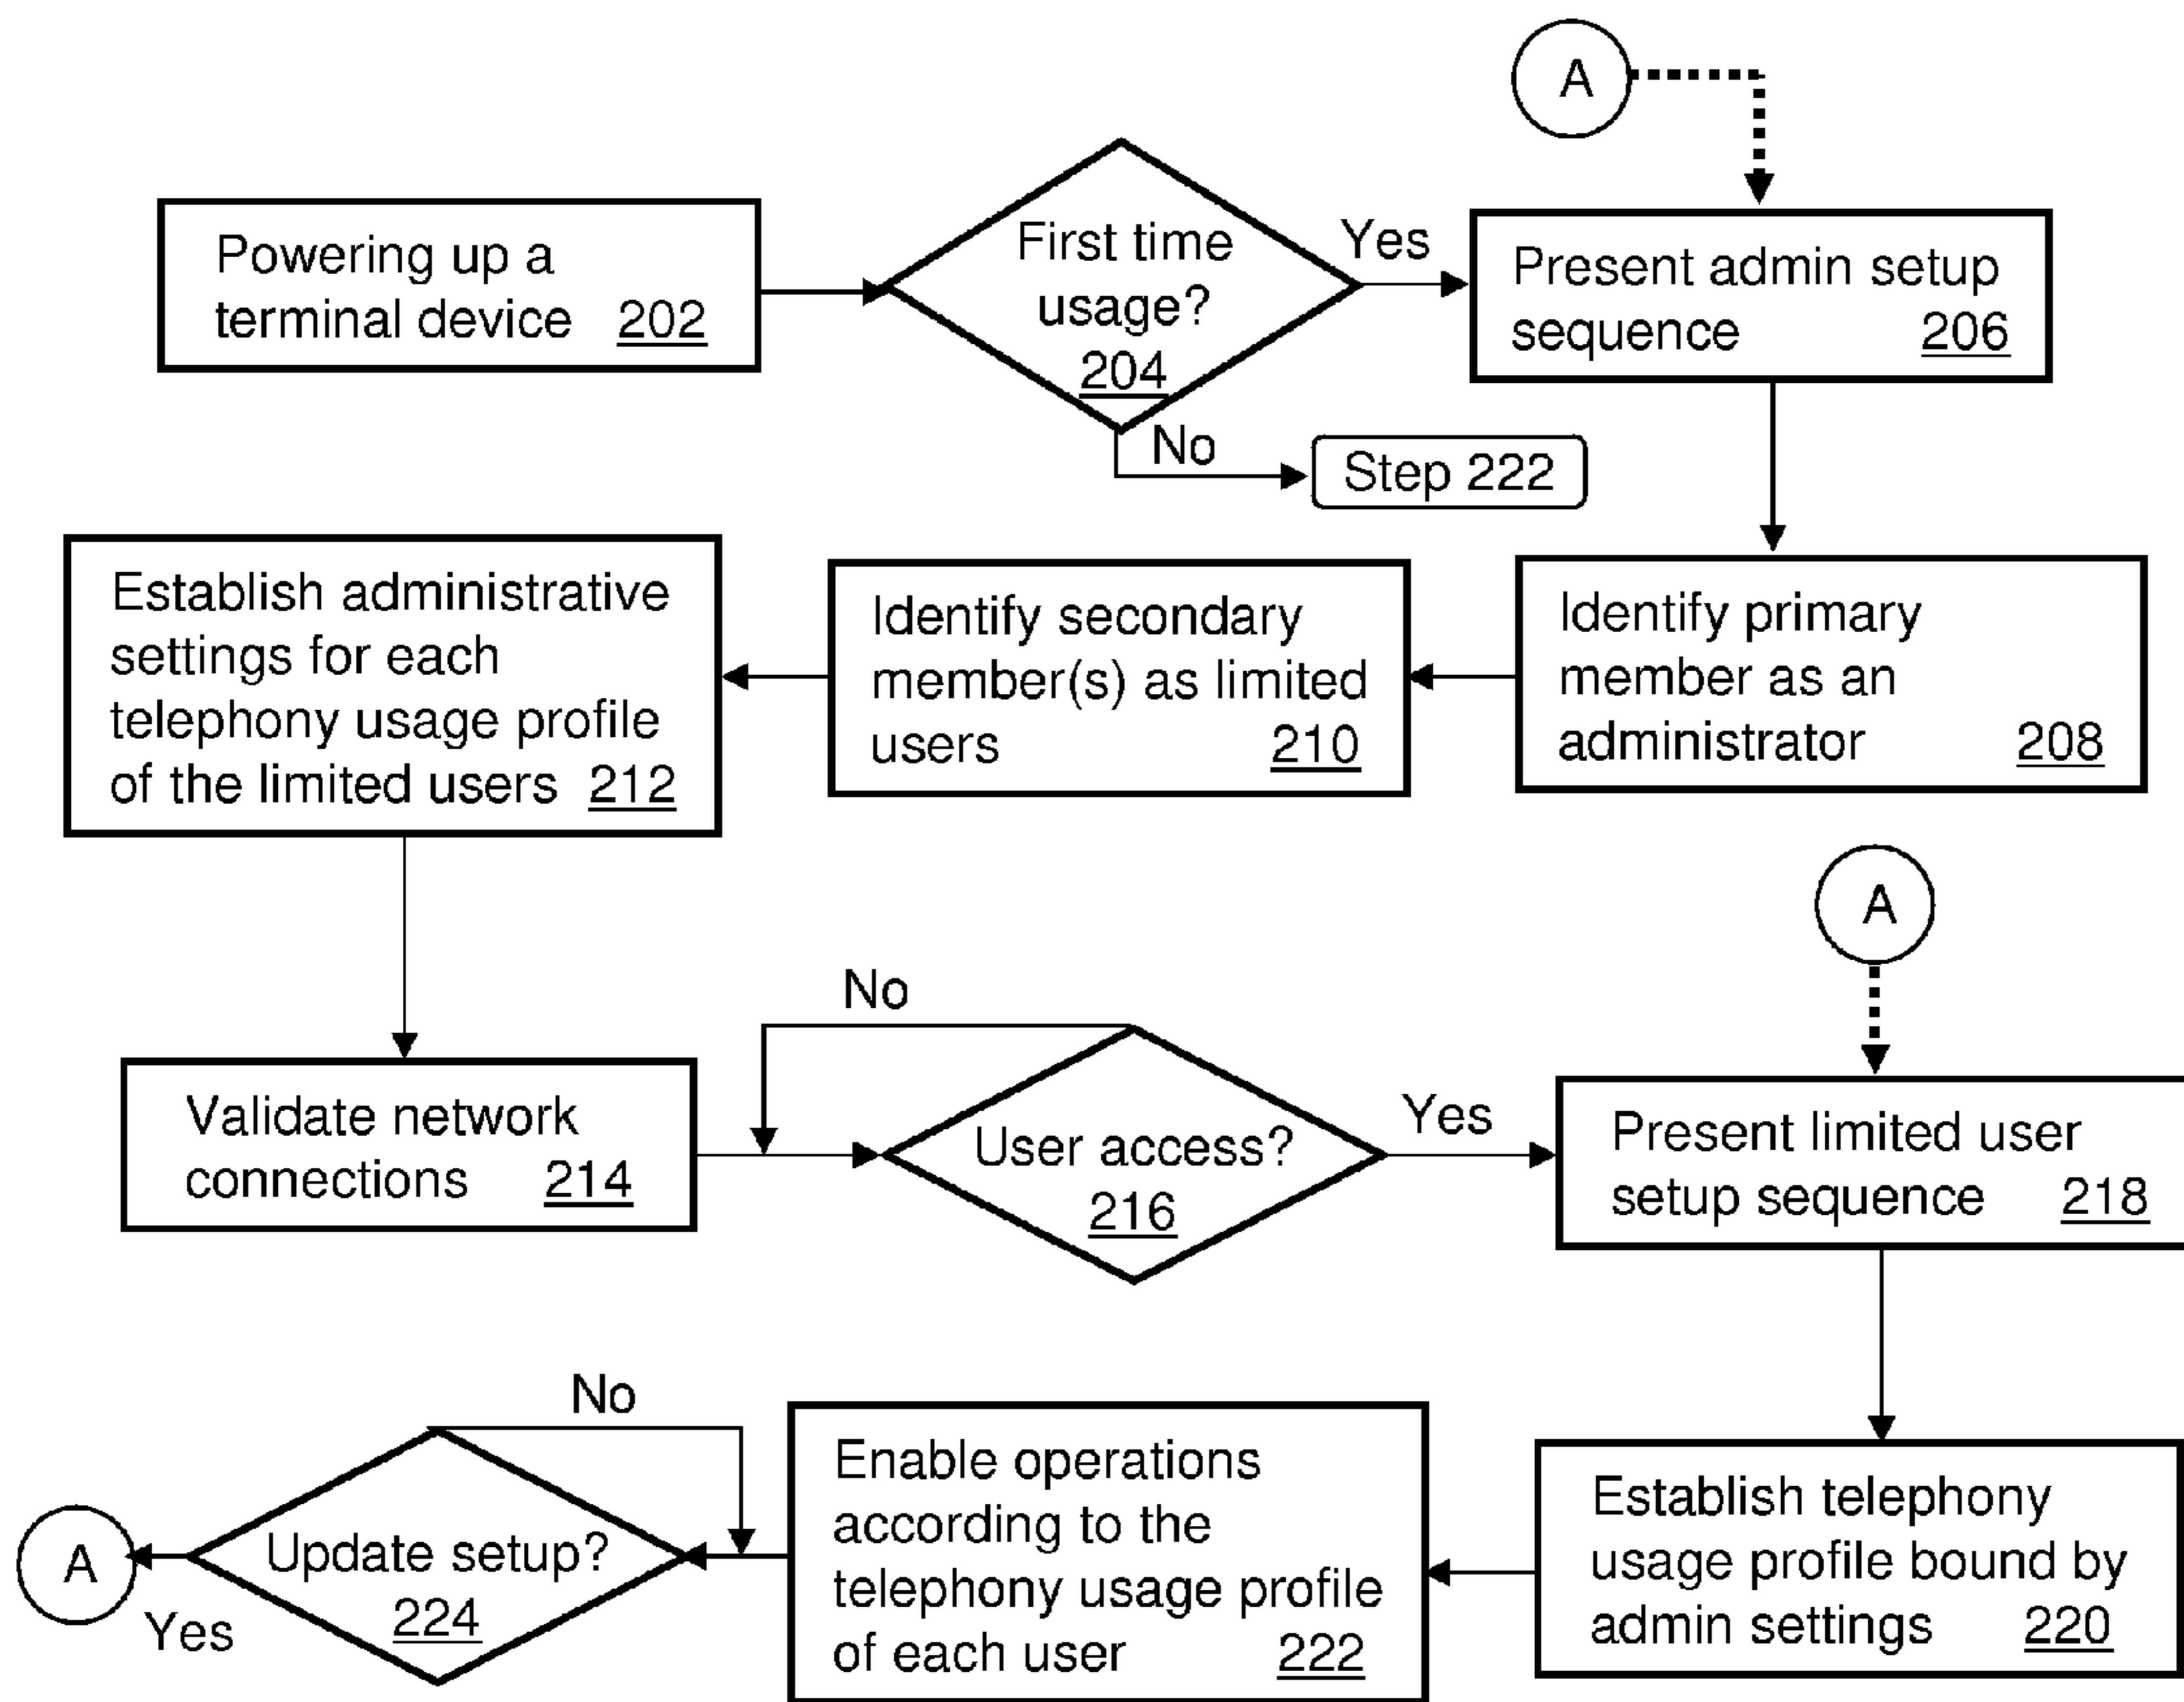 A
Powering up a
terminal device 202
First time
usage?
204
Yes
Present admin setup
sequence 206
No
Step 222
Establish administrative
settings for each
telephony usage profile
of the limited users 212
Identify secondary
member(s) as limited
users 210
Identify primary
member as an
administrator 208
A
No
Validate network
connections 214
User access?
216
Yes
Present limited user
setup sequence 218
No
A
Yes
Update setup?
224
Enable operations
according to the
telephony usage profile
of each user 222
Establish telephony
usage profile bound by
admin settings 220